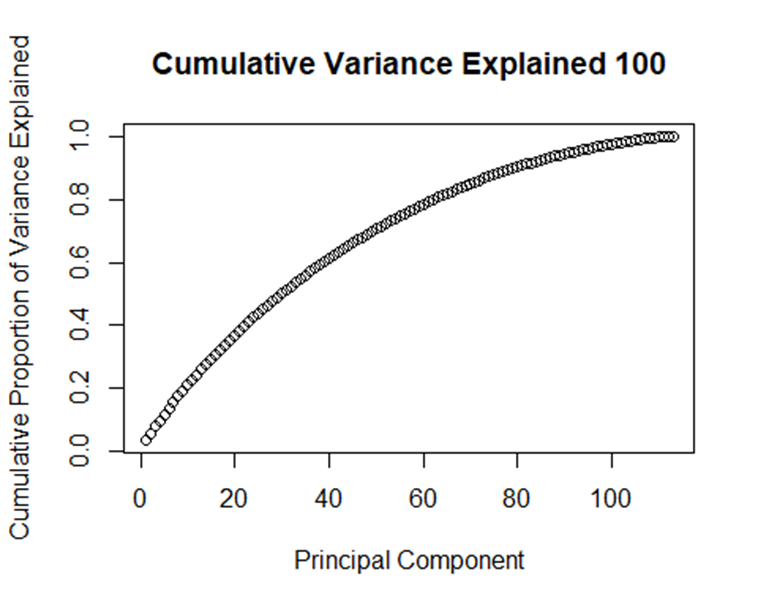 Cumulative Variance Explained 100
Cumulative Proportion of Variance Explained
1.0
0.8
0.6
0.4
0.2
0.0
0 20 40 60 80 100
Principal Component